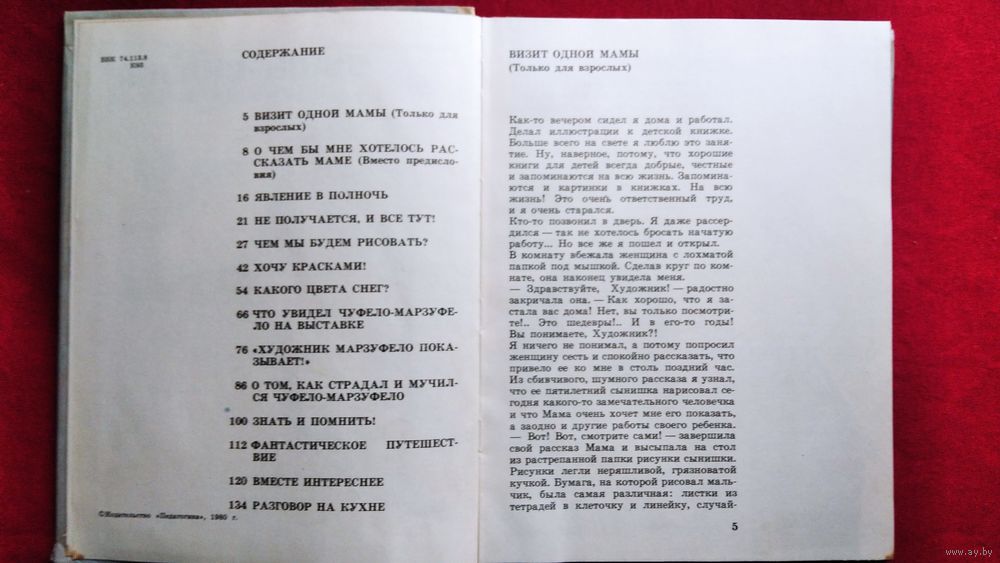 ББК 74.113.8
К95
СОДЕРЖАНИЕ
5 ВИЗИТ ОДНОЙ МАМЫ (Только для
взрослых)
8 О ЧЕМ БЫ МНЕ ХОТЕЛОСЬ РАС-
СКАЗАТЬ МАМЕ (Вместо предисло-
вия)
16 ЯВЛЕНИЕ В ПОЛНОЧЬ
21 НЕ ПОЛУЧАЕТСЯ, И ВСЕ ТУТ!
27 ЧЕМ МЫ БУДЕМ РИСОВАТЬ?
42 ХОЧУ КРАСКАМИ!
54 КАКОГО ЦВЕТА СНЕГ?
66 ЧТО УВИДЕЛ ЧУФЕЛО-МАРЗУФЕ-
ЛО НА ВЫСТАВКЕ
76 «ХУДОЖНИК МАРЗУФЕЛО ПОКА-
ЗЫВАЕТ!»
86 О ТОМ, КАК СТРАДАЛ И МУЧИЛ-
СЯ ЧУФЕЛО-МАРЗУФЕЛО
100 ЗНАТЬ И ПОМНИТЬ!
112 ФАНТАСТИЧЕСКОЕ ПУТЕШЕСТ-
ВИЕ
120 ВМЕСТЕ ИНТЕРЕСНЕЕ
134 РАЗГОВОР НА КУХНЕ
©Издательство «Педагогика», 1985 г.
ВИЗИТ ОДНОЙ МАМЫ
(Только для взрослых)
Как-то вечером сидел я дома и работал.
Делал иллюстрации к детской книжке.
Больше всего на свете я люблю это заня-
тие. Ну, наверное, потому, что хорошие
книги для детей всегда добрые, честные
и запоминаются на всю жизнь. Запомина-
ются и картинки в книжках. На всю
жизнь! Это очень ответственный труд,
и я очень старался.
Кто-то позвонил в дверь. Я даже рассер-
дился — так не хотелось бросать начатую
работу... Но все же я пошел и открыл.
В комнату вбежала женщина с лохматой
папкой под мышкой. Сделав круг по ком-
нате, она наконец увидела меня.
— Здравствуйте, Художник! — радостно
закричала она. — Как хорошо, что я за-
стала вас дома! Нет, вы только посмотри-
те!.. Это шедевры!.. И в его-то годы!
Вы понимаете, Художник?!
Я ничего не понимал, а потому попросил
женщину сесть и спокойно рассказать, что
привело ее ко мне в столь поздний час.
Из сбивчивого, шумного рассказа я узнал,
что ее пятилетний сынишка нарисовал се-
годня какого-то замечательного человечка
и что Мама очень хочет мне его показать,
а заодно и другие работы своего ребенка.
— Вот! Вот, смотрите сами! — завершила
свой рассказ Мама и высыпала на стол
из растрепанной папки рисунки сынишки.
Рисунки легли неряшливой, грязноватой
кучкой. Бумага, на которой рисовал маль-
чик, была самая различная: листки из
тетрадей в клеточку и линейку, случай-
5
www.ay.by